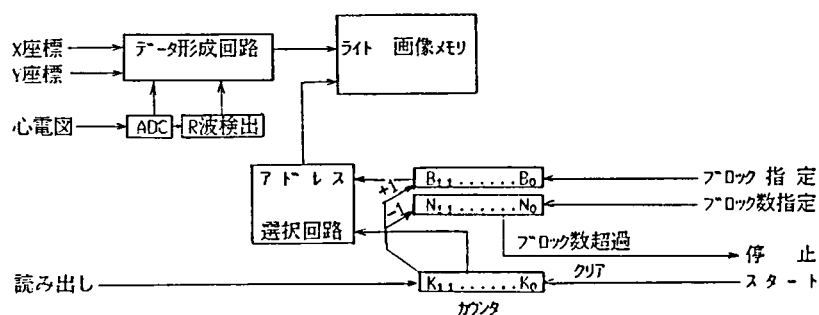 X座標
Y座標
データ形成回路
ライト 画像メモリ
心電図
ADC
R波検出
アドレス
選択回路
+1
-1
B₁₁......B₀
N₁₁......N₀
ブロック指定
ブロック数指定
ブロック数超過
停止
読み出し
K₁₁......K₀
クリア
スタート
カウンタ